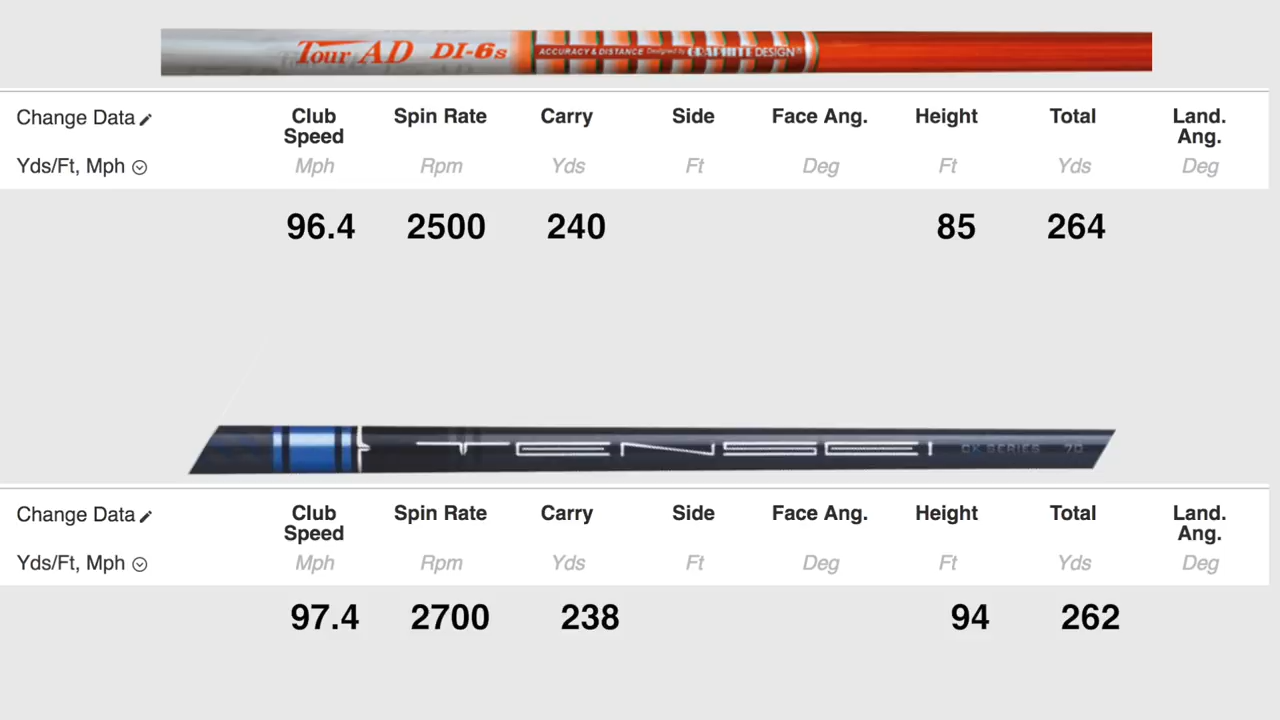 Tour AD DI-6s ACCURACY & DISTANCE Designed by GRAPHITE DESIGN
Change Data Club Speed Spin Rate Carry Side Face Ang. Height Total Land. Ang.
Yds/Ft, Mph Mph Rpm Yds Ft Deg Ft Yds Deg
96.4 2500 240 85 264
TENSEI CK SERIES 70
Change Data Club Speed Spin Rate Carry Side Face Ang. Height Total Land. Ang.
Yds/Ft, Mph Mph Rpm Yds Ft Deg Ft Yds Deg
97.4 2700 238 94 262